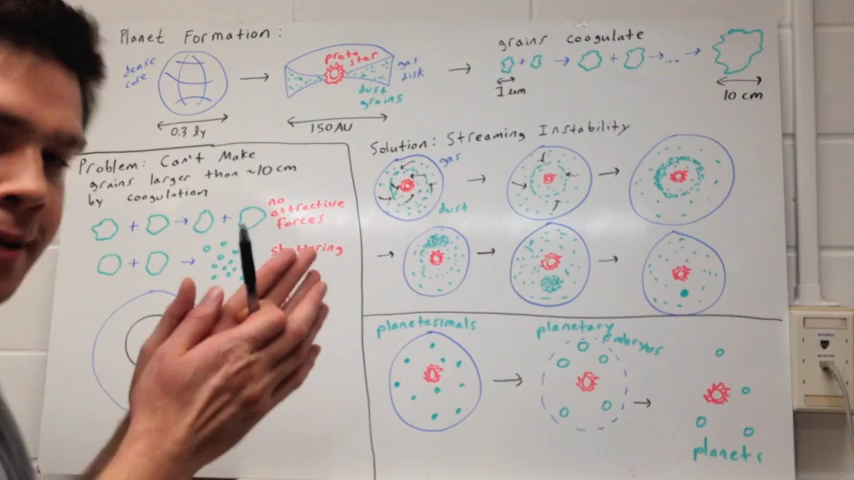 Planet Formation:
dense
core
0.3 ly
proto
star
gas
disk
dust
grains
150 AU
grains coagulate
+ → + → ... →
1 um
10 cm
Problem: Can't Make
grains larger than ~10 cm
by coagulation
+ → +
no
attractive
forces
+ →
Solution: Streaming Instability
gas
dust
planetesimals
planetary
embryos
planets